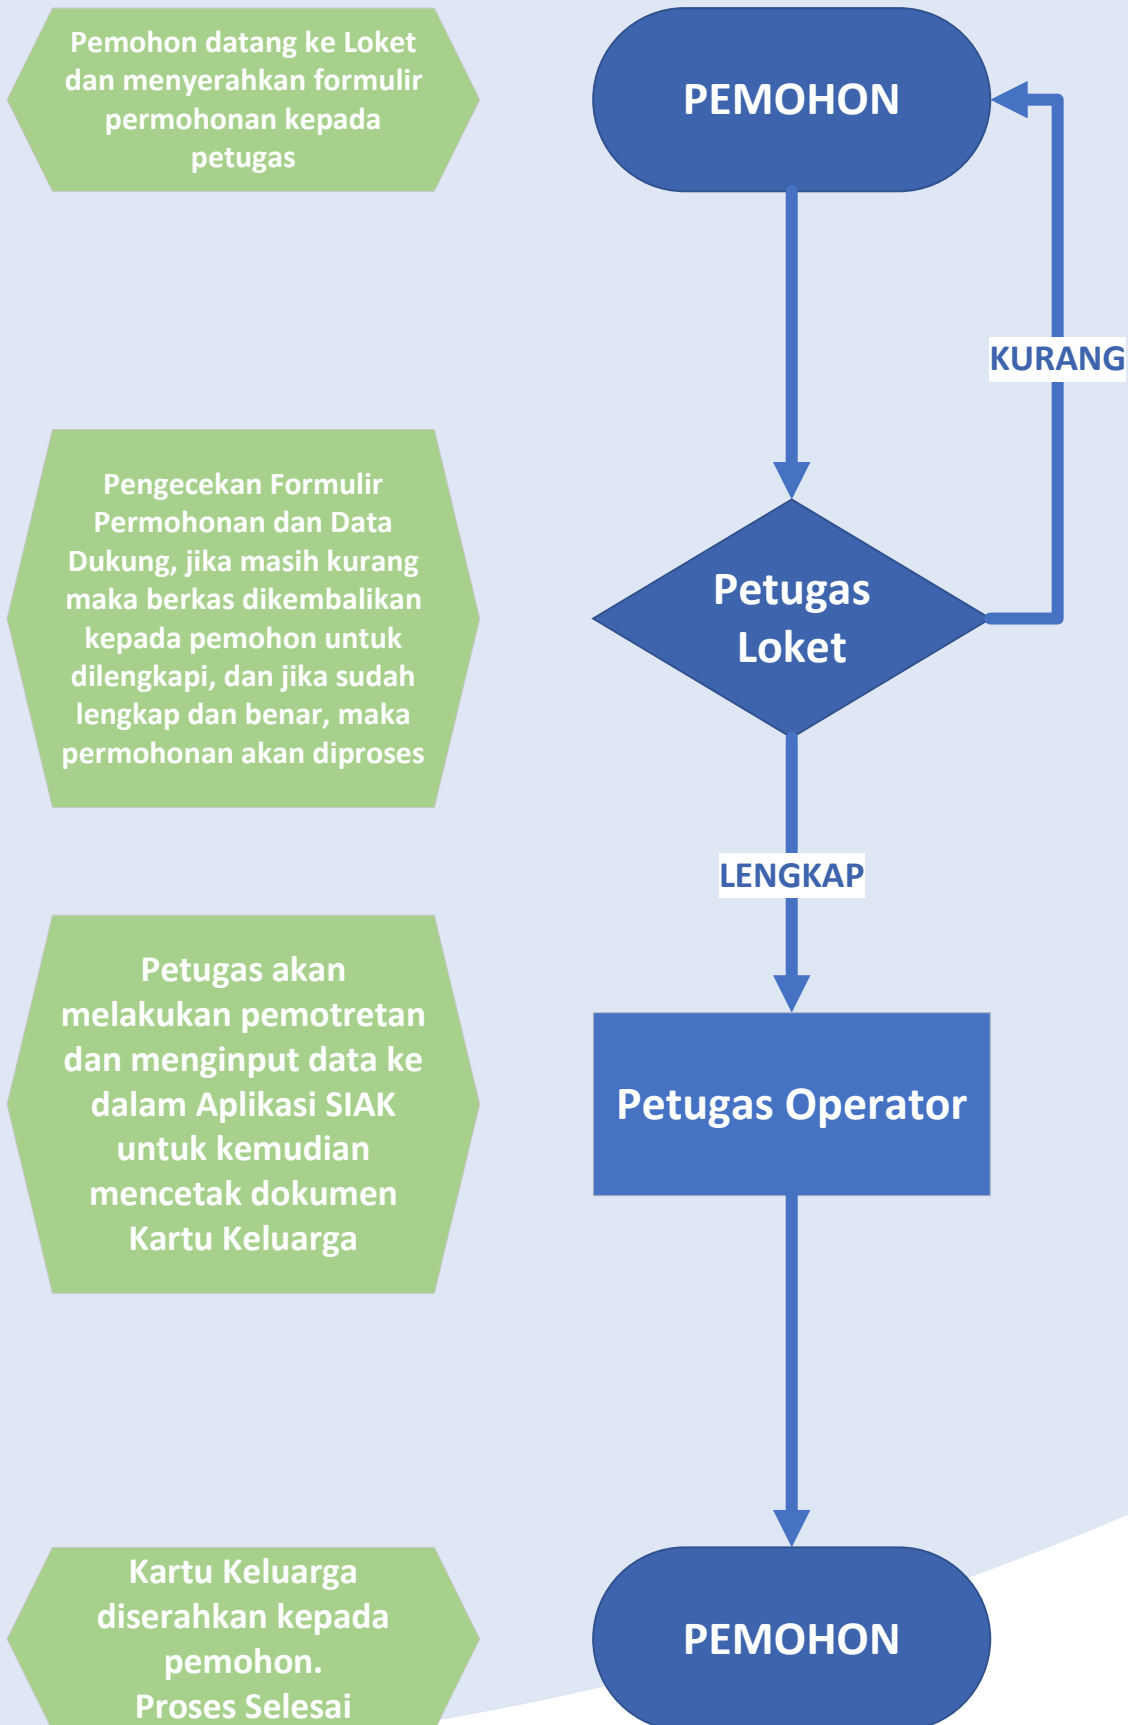 Pemohon datang ke Loket
dan menyerahkan formulir
permohonan kepada
petugas
PEMOHON
KURANG
Pengecekan Formulir
Permohonan dan Data
Dukung, jika masih kurang
maka berkas dikembalikan
kepada pemohon untuk
dilengkapi, dan jika sudah
lengkap dan benar, maka
permohonan akan diproses
Petugas
Loket
LENGKAP
Petugas akan
melakukan pemotretan
dan menginput data ke
dalam Aplikasi SIAK
untuk kemudian
mencetak dokumen
Kartu Keluarga
Petugas Operator
Kartu Keluarga
diserahkan kepada
pemohon.
Proses Selesai
PEMOHON